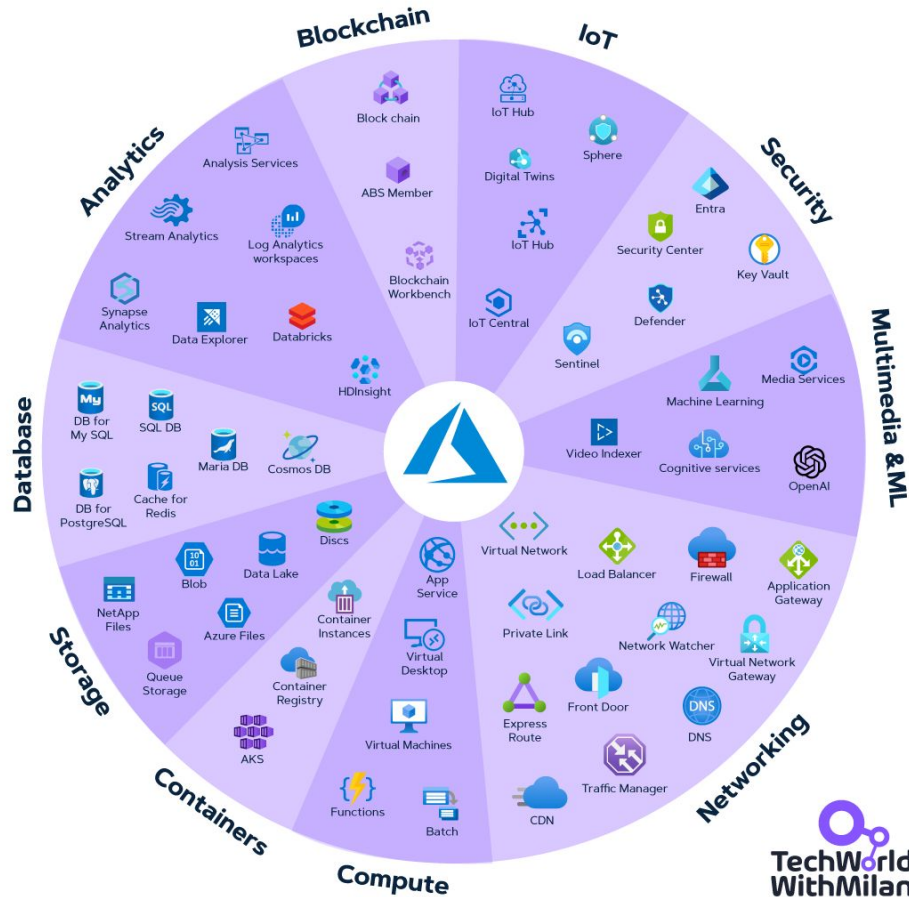 Blockchain
Block chain
ABS Member
Blockchain
Workbench
IoT
IoT Hub
Sphere
Digital Twins
IoT Hub
IoT Central
Security
Entra
Security Center
Key Vault
Defender
Sentinel
Multimedia & ML
Media Services
Machine Learning
Video Indexer
Cognitive services
OpenAI
Networking
Virtual Network
Load Balancer
Firewall
Application
Gateway
Private Link
Network Watcher
Virtual Network
Gateway
Express
Route
Front Door
DNS
DNS
Traffic Manager
CDN
Compute
App
Service
Virtual
Desktop
Virtual Machines
Functions
Batch
Containers
Container
Instances
Container
Registry
AKS
Storage
Discs
Data Lake
10
01
Blob
NetApp
Files
Azure Files
Queue
Storage
Database
My
DB for
My SQL
SQL
SQL DB
Maria DB
Cosmos DB
DB for
PostgreSQL
Cache for
Redis
Analytics
Analysis Services
Stream Analytics
Log Analytics
workspaces
Synapse
Analytics
Data Explorer
Databricks
HDInsight
TechWorld
WithMilan